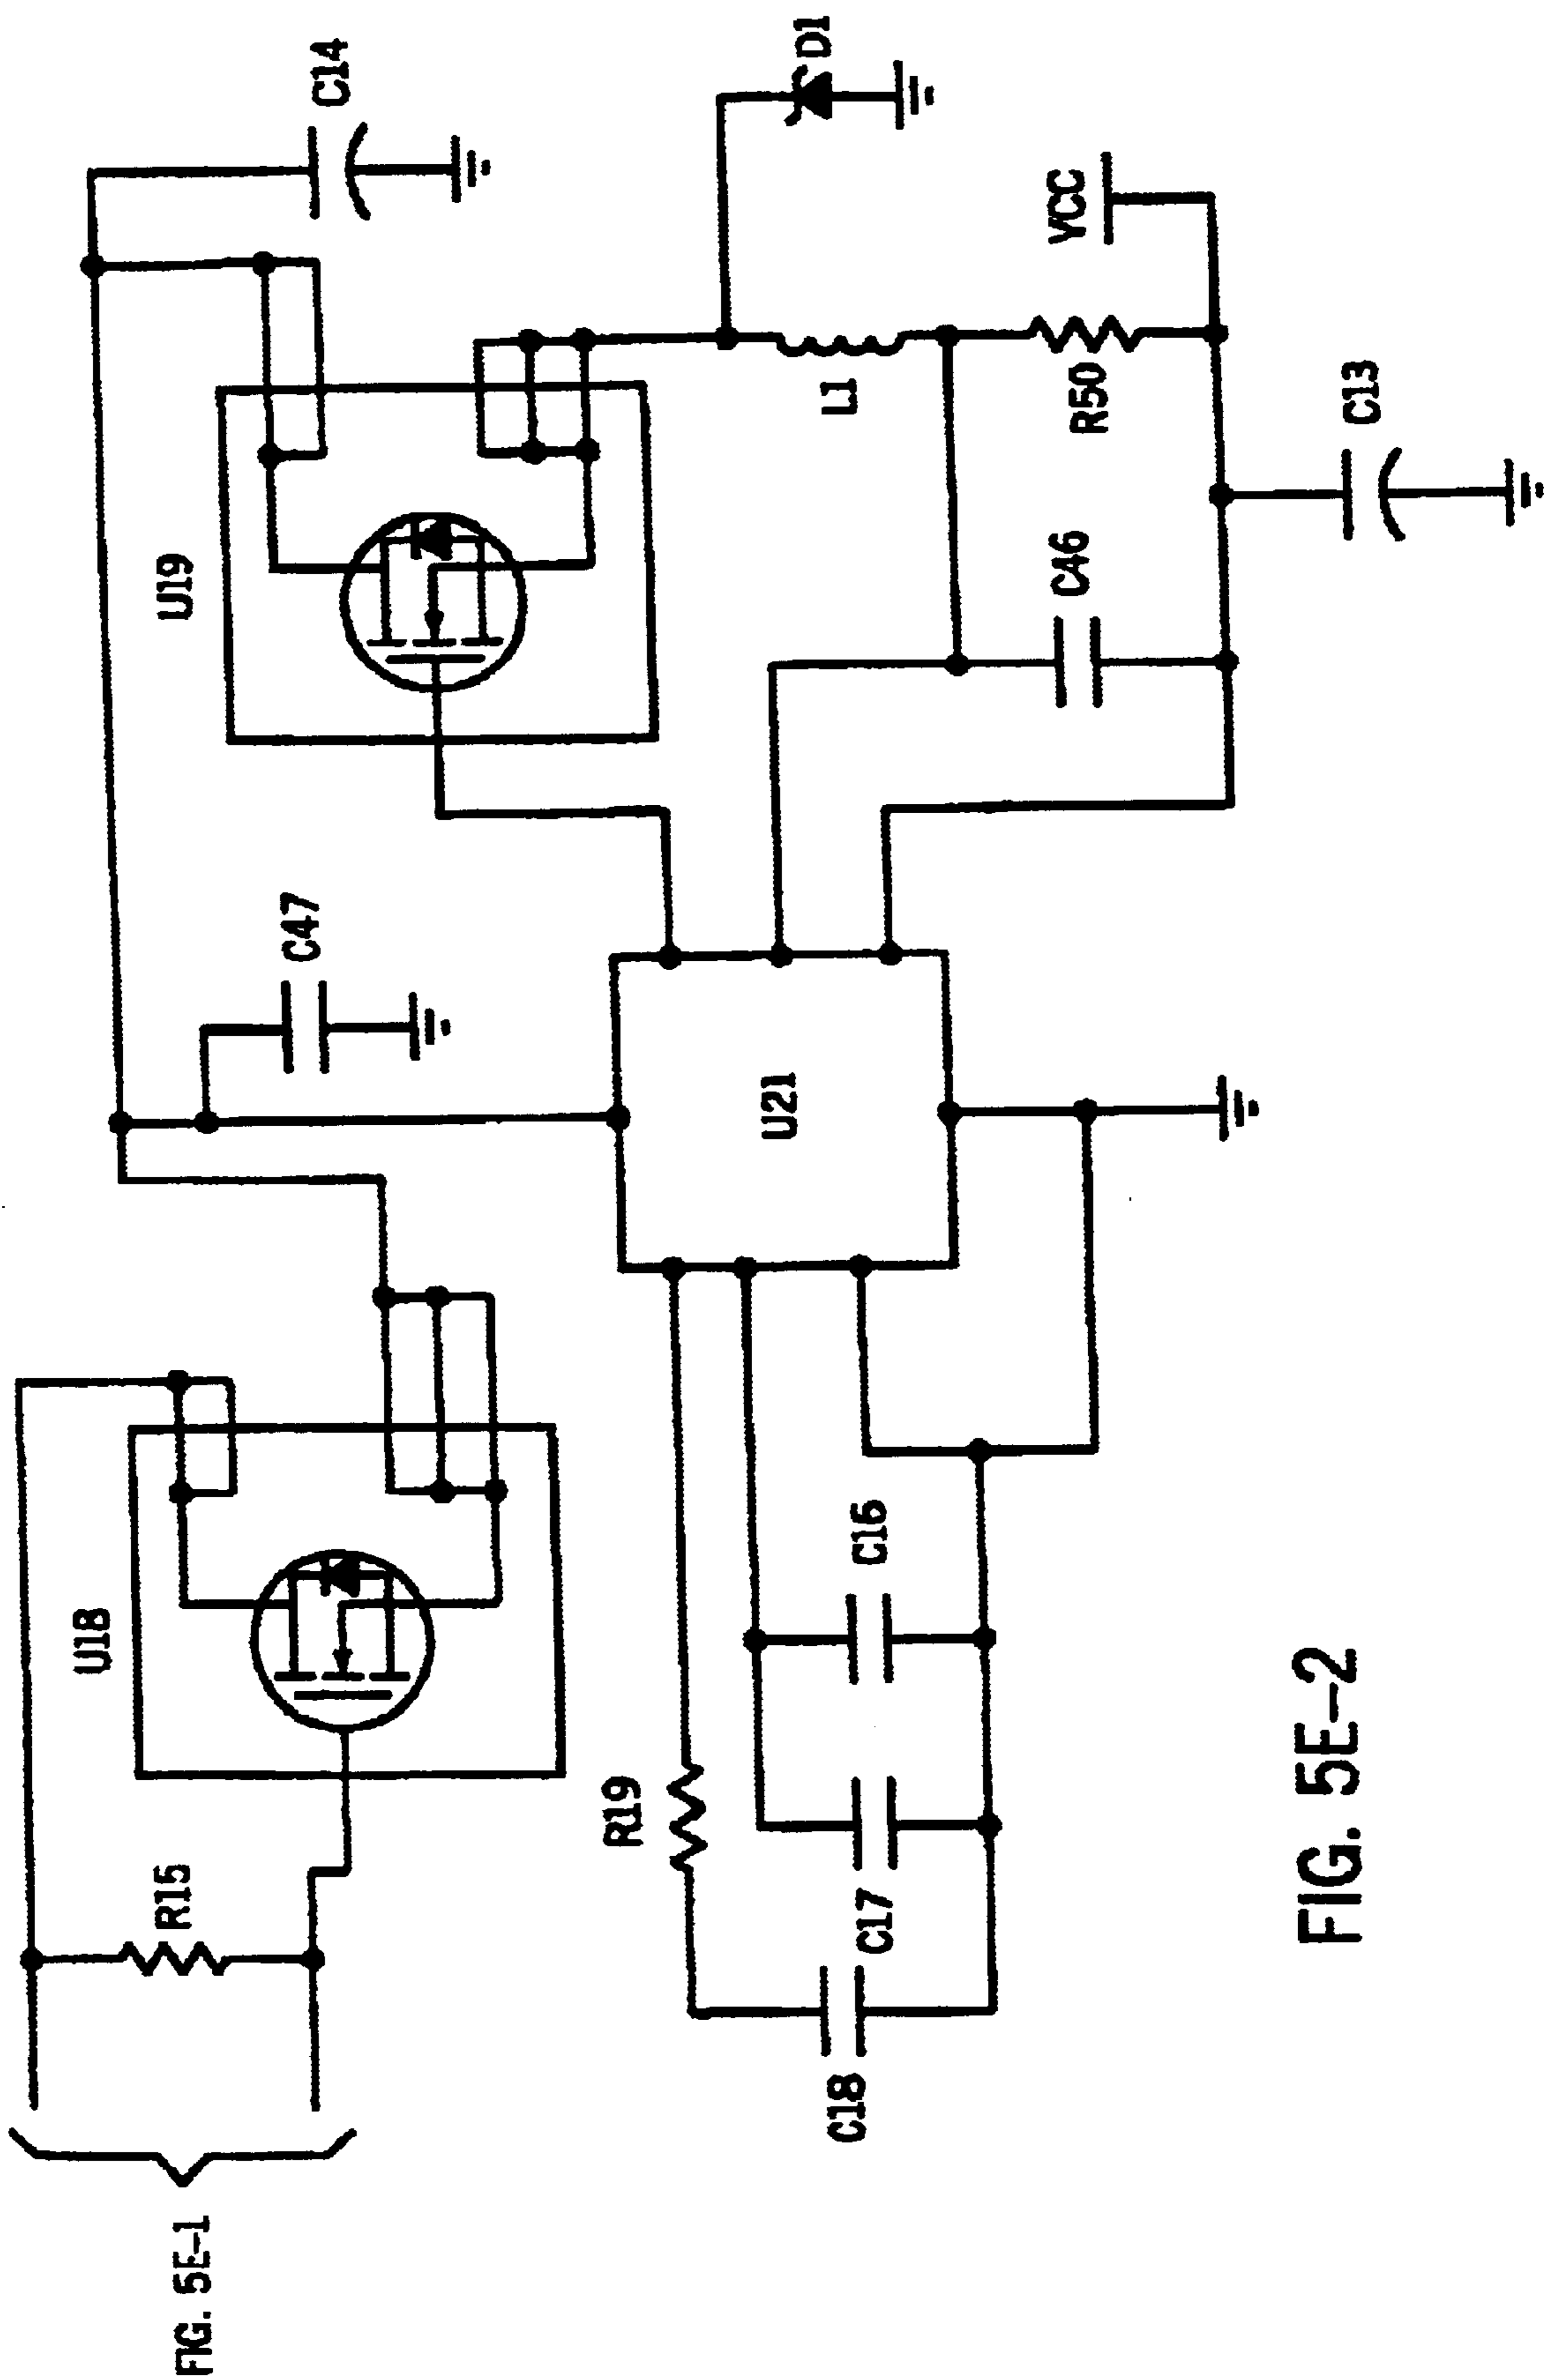 U18
U19
R15
FIG. 5E-1
C47
C14
R19
U21
D1
C18
C17
C16
L1
C46
R50
VCC
C13
FIG. 5E-2